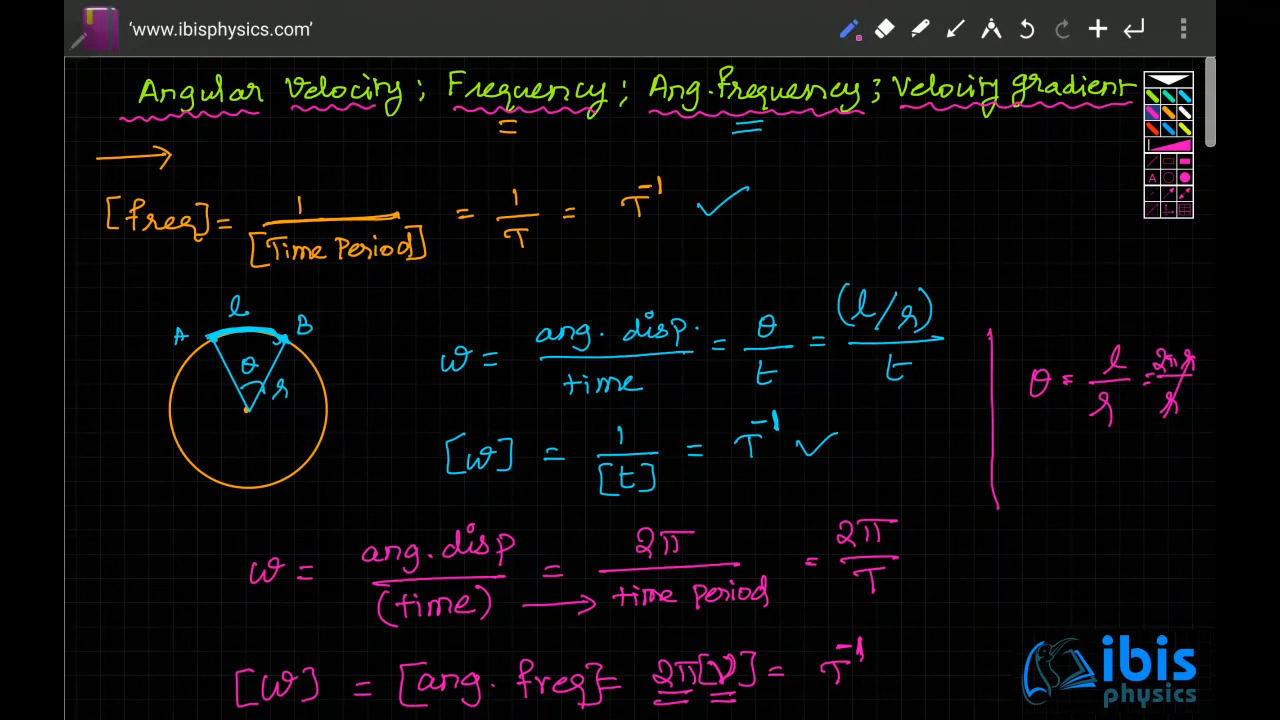 'www.ibisphysics.com'
Angular Velocity ; Frequency ; Ang. frequency ; Velocity gradient
[freq] = 1 / [Time Period] = 1/T = T⁻¹ ✓
l
A B
θ
r
ω = ang. disp. / time = θ/t = (l/r) / t
θ = l/r = 2πr/r
[ω] = 1/[t] = T⁻¹ ✓
ω = ang. disp / (time) → = 2π / time period = 2π/T
[ω] = [ang. freq] = 2π[ν] = T⁻¹
ibis
physics
A